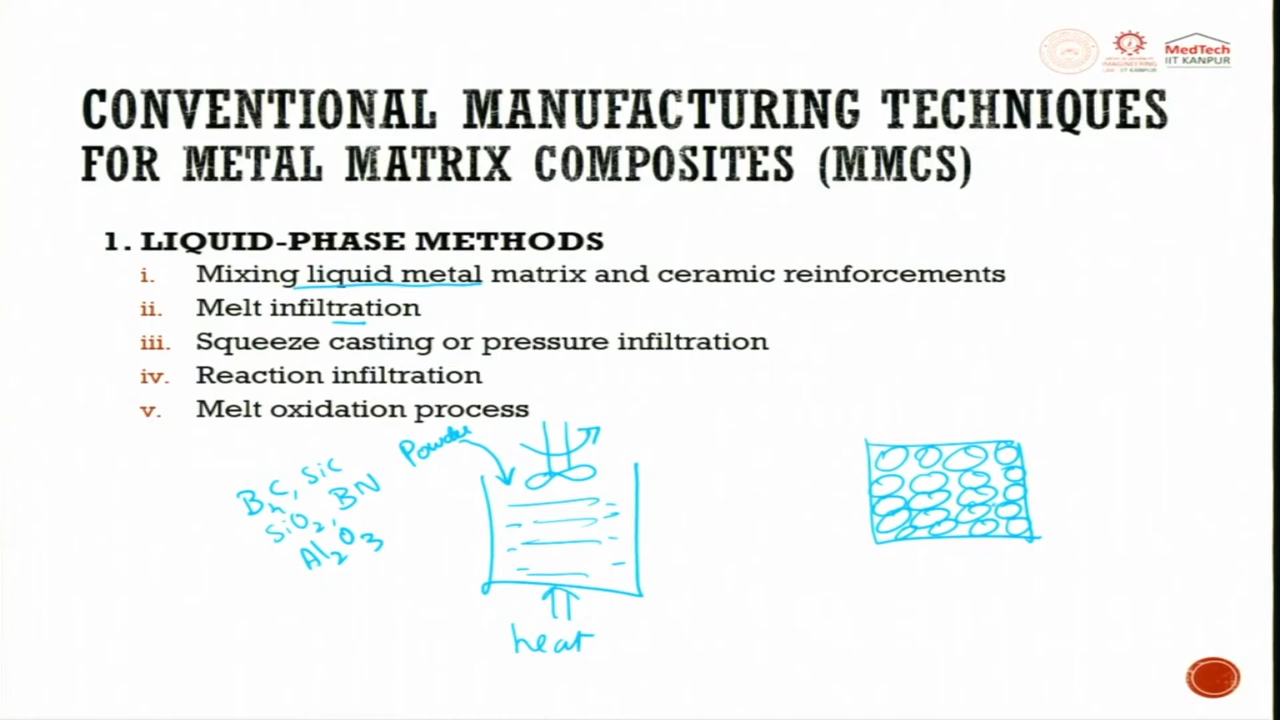 MedTech
IIT KANPUR
CONVENTIONAL MANUFACTURING TECHNIQUES
FOR METAL MATRIX COMPOSITES (MMCS)
1. LIQUID-PHASE METHODS
i. Mixing liquid metal matrix and ceramic reinforcements
ii. Melt infiltration
iii. Squeeze casting or pressure infiltration
iv. Reaction infiltration
v. Melt oxidation process
Powder
B₄C, SiC
SiO₂, BN
Al₂O₃
heat